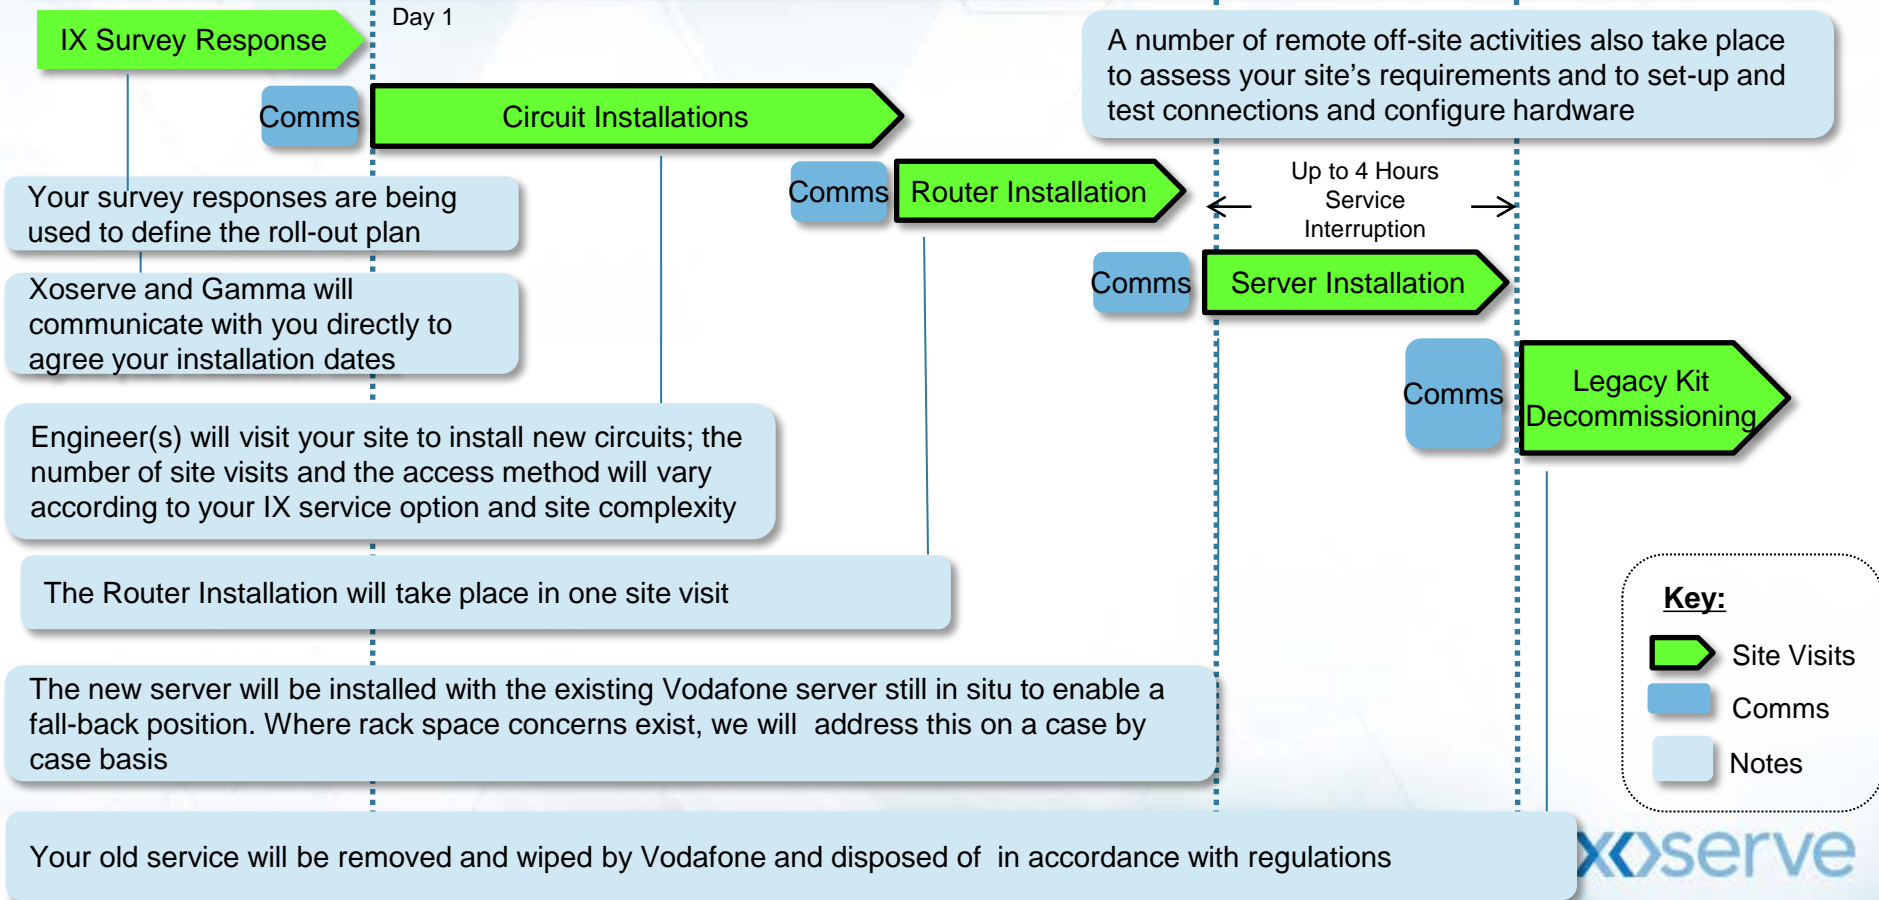 IX Survey Response
Day 1
A number of remote off-site activities also take place
to assess your site's requirements and to set-up and
test connections and configure hardware
Comms
Circuit Installations
Comms
Router Installation
Up to 4 Hours
Service
Interruption
Your survey responses are being
used to define the roll-out plan
Comms
Server Installation
Xoserve and Gamma will
communicate with you directly to
agree your installation dates
Comms
Legacy Kit
Decommissioning
Engineer(s) will visit your site to install new circuits; the
number of site visits and the access method will vary
according to your IX service option and site complexity
The Router Installation will take place in one site visit
Key:
Site Visits
Comms
Notes
The new server will be installed with the existing Vodafone server still in situ to enable a
fall-back position. Where rack space concerns exist, we will  address this on a case by
case basis
Your old service will be removed and wiped by Vodafone and disposed of  in accordance with regulations
xoserve